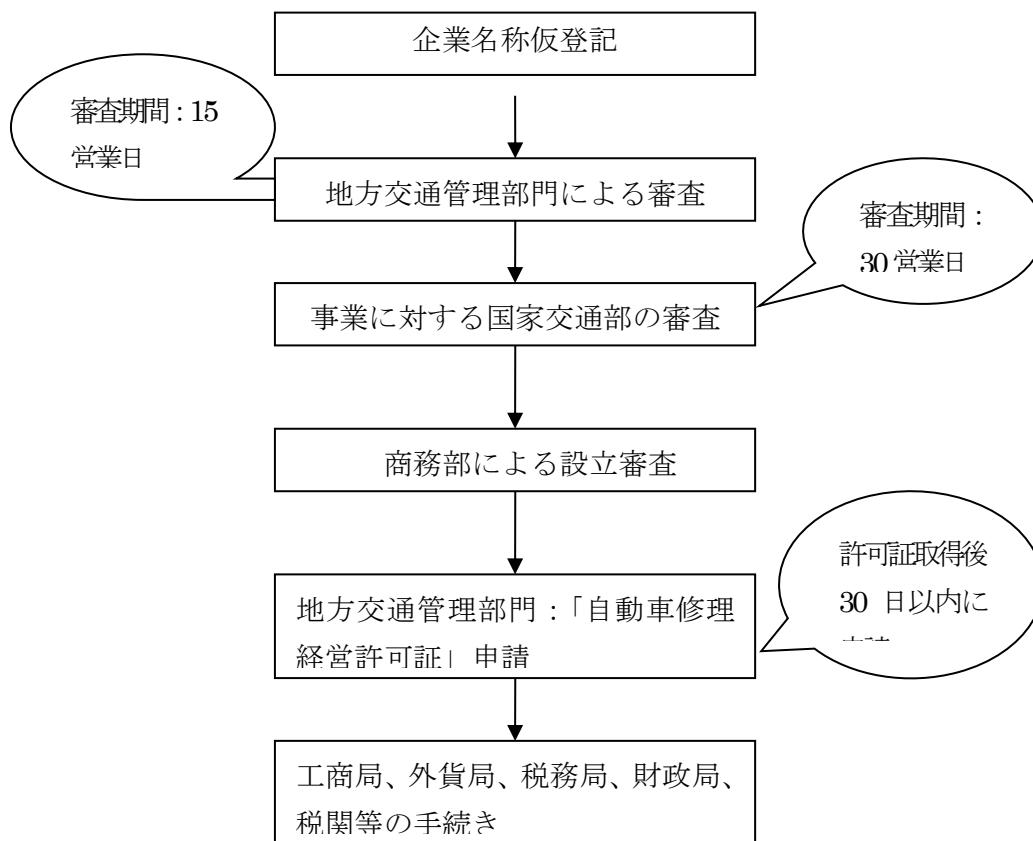 企業名称仮登記
審査期間：15
営業日
地方交通管理部門による審査
審査期間：
30 営業日
事業に対する国家交通部の審査
商務部による設立審査
許可証取得後
30 日以内に
地方交通管理部門：「自動車修理
経営許可証」申請
工商局、外貨局、税務局、財政局、
税関等の手続き